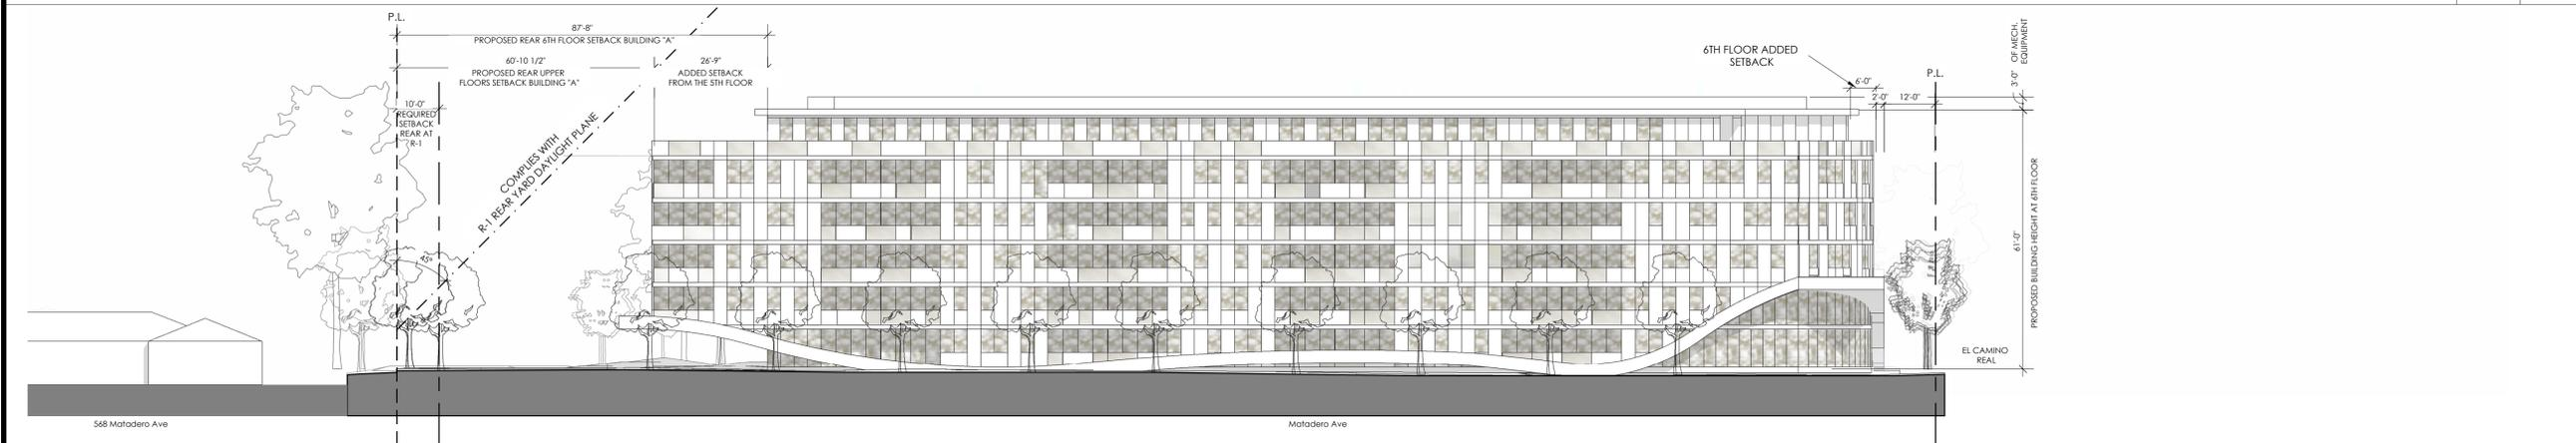 P.L.
87'-8"
PROPOSED REAR 6TH FLOOR SETBACK BUILDING "A"
60'-10 1/2"
PROPOSED REAR UPPER
FLOORS SETBACK BUILDING "A"
26'-9"
ADDED SETBACK
FROM THE 5TH FLOOR
10'-0"
REQUIRED
SETBACK
REAR AT
R-1
COMPLIES WITH
R-1 REAR YARD DAYLIGHT PLANE
45°
6TH FLOOR ADDED
SETBACK
6'-0"
2'-0"
12'-0"
P.L.
3'-0"
OF MECH.
EQUIPMENT
61'-0"
PROPOSED BUILDING HEIGHT AT 6TH FLOOR
EL CAMINO
REAL
568 Matadero Ave
Matadero Ave